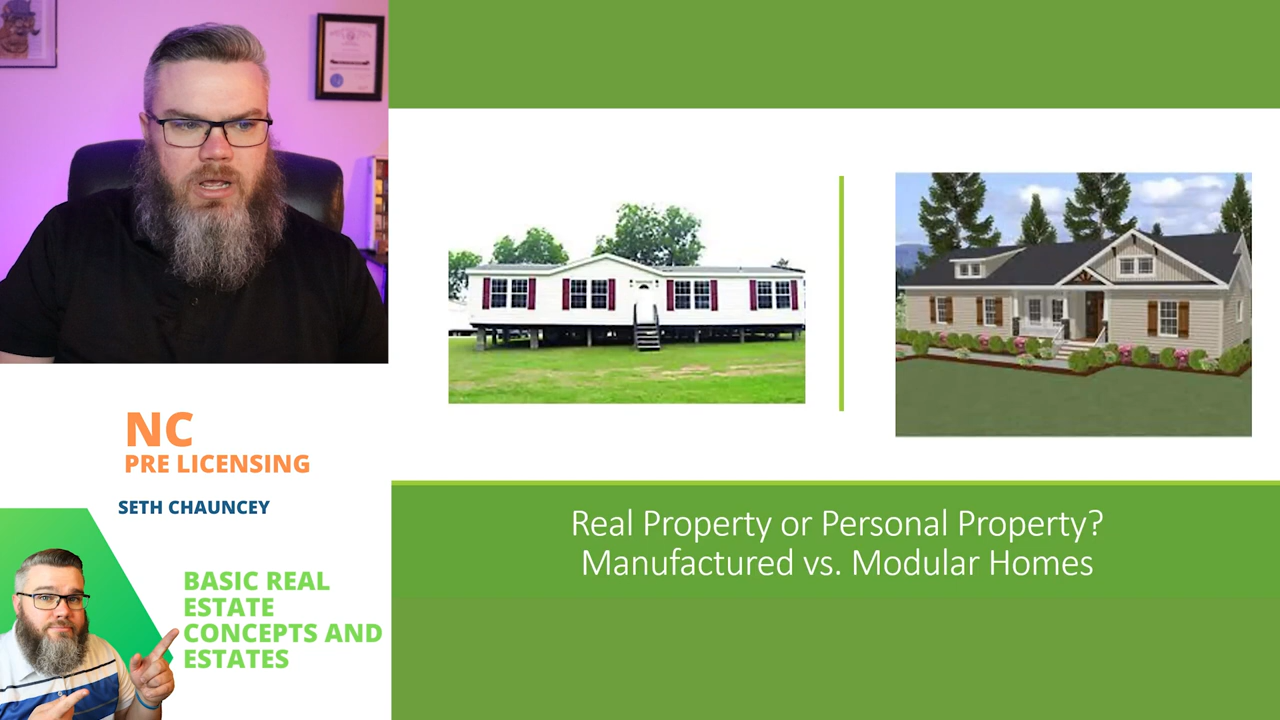 NC
PRE LICENSING
SETH CHAUNCEY
BASIC REAL
ESTATE
CONCEPTS AND
ESTATES
Real Property or Personal Property?
Manufactured vs. Modular Homes